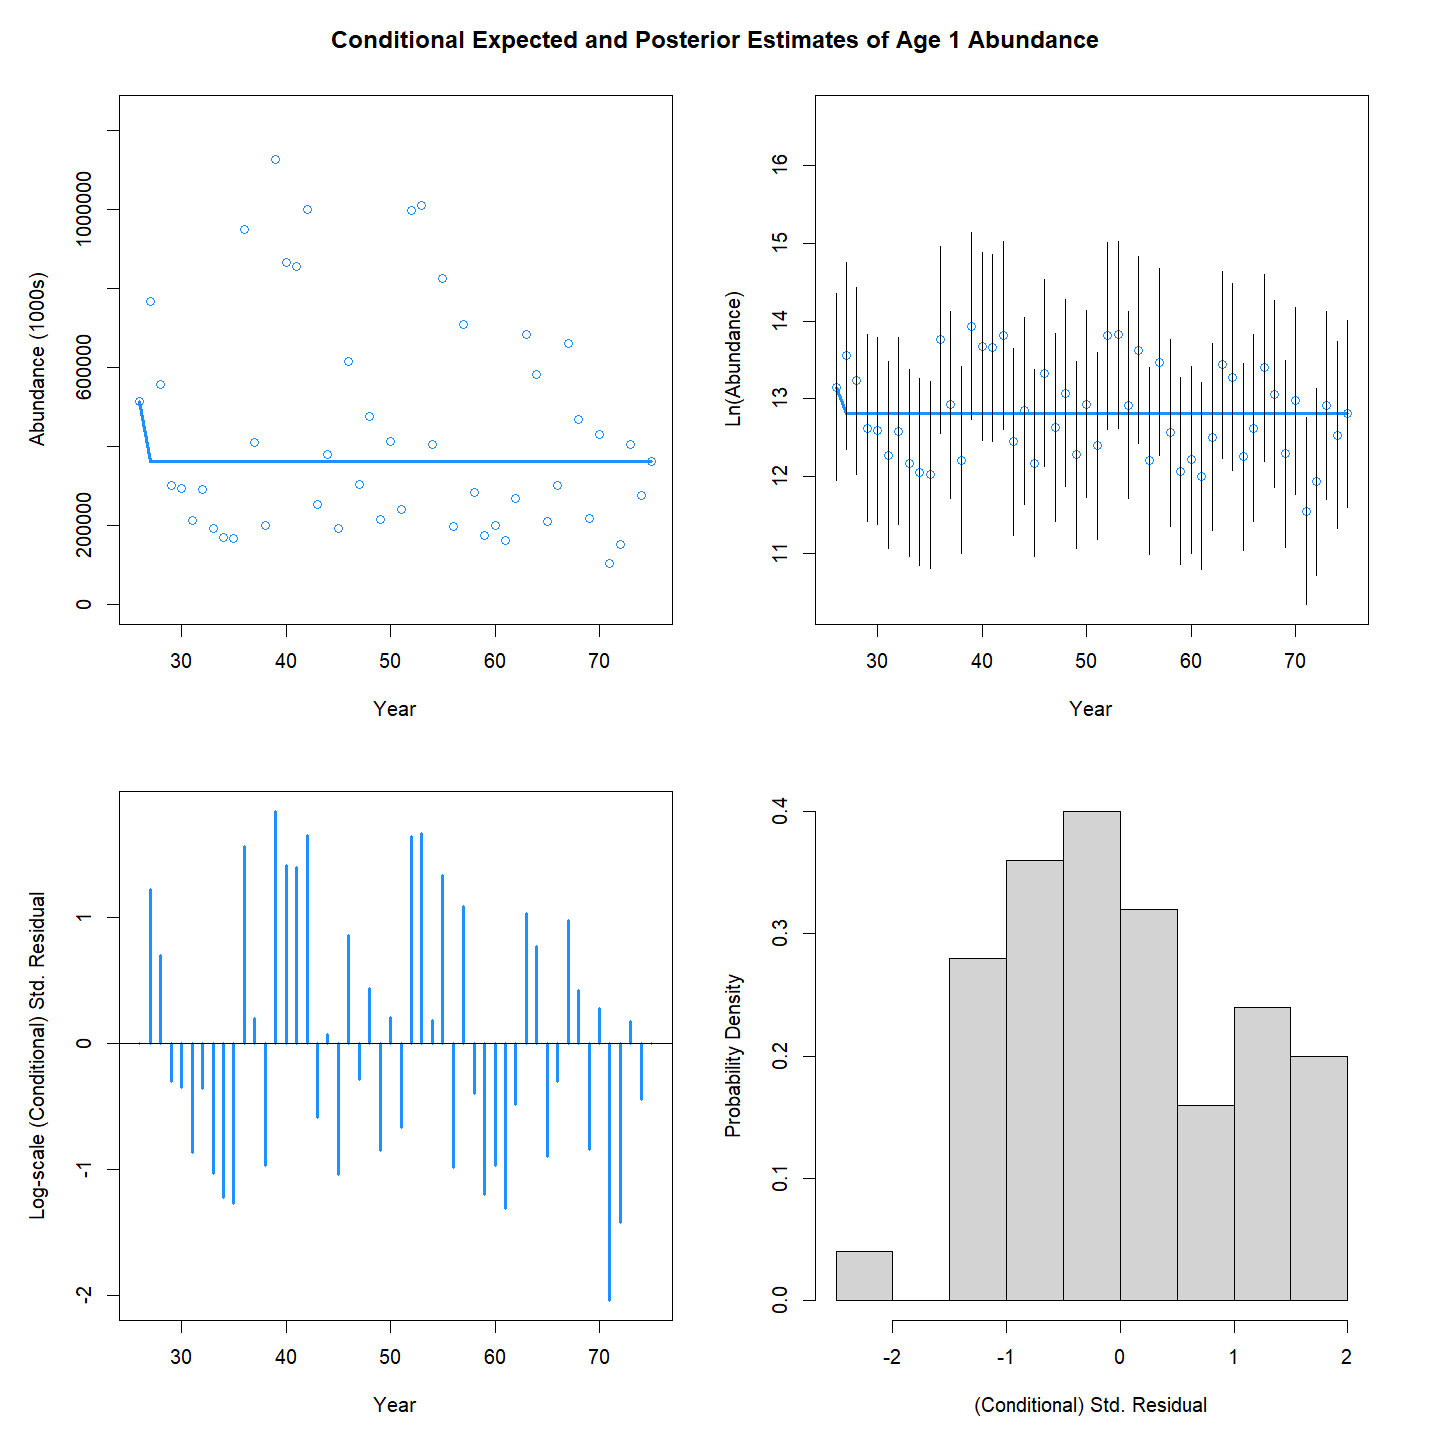 Conditional Expected and Posterior Estimates of Age 1 Abundance
Abundance (1000s)
1000000
600000
200000
0
30 40 50 60 70
Year
Ln(Abundance)
16
15
14
13
12
11
30 40 50 60 70
Year
Log-scale (Conditional) Std. Residual
1
0
-1
-2
30 40 50 60 70
Year
Probability Density
0.4
0.3
0.2
0.1
0.0
-2 -1 0 1 2
(Conditional) Std. Residual